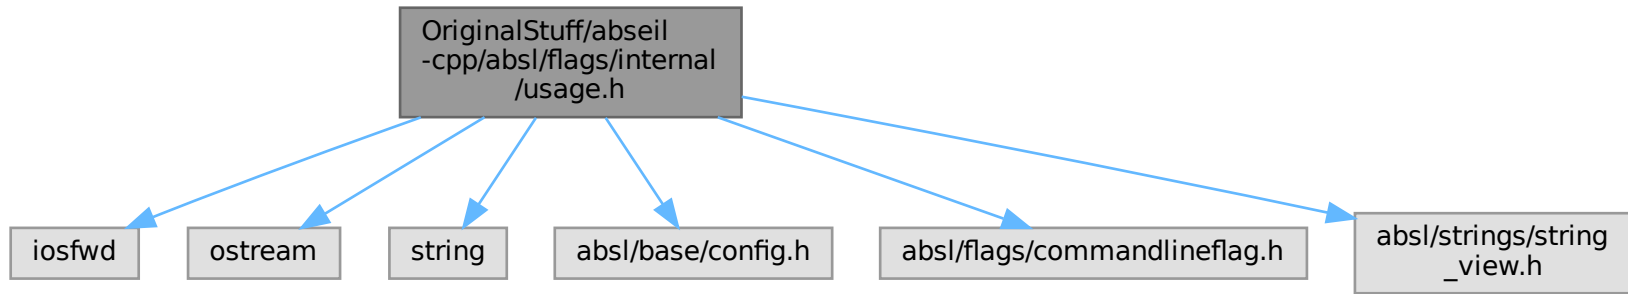 OriginalStuff/abseil
-cpp/absl/flags/internal
/usage.h
iosfwd
ostream
string
absl/base/config.h
absl/flags/commandlineflag.h
absl/strings/string
_view.h